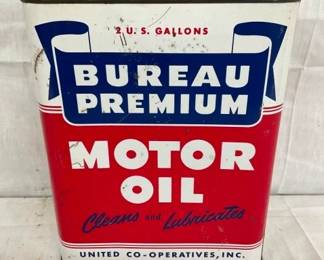 2 U.S. GALLONS
BUREAU
PREMIUM
MOTOR
OIL
Cleans and Lubricates
UNITED CO-OPERATIVES, INC.